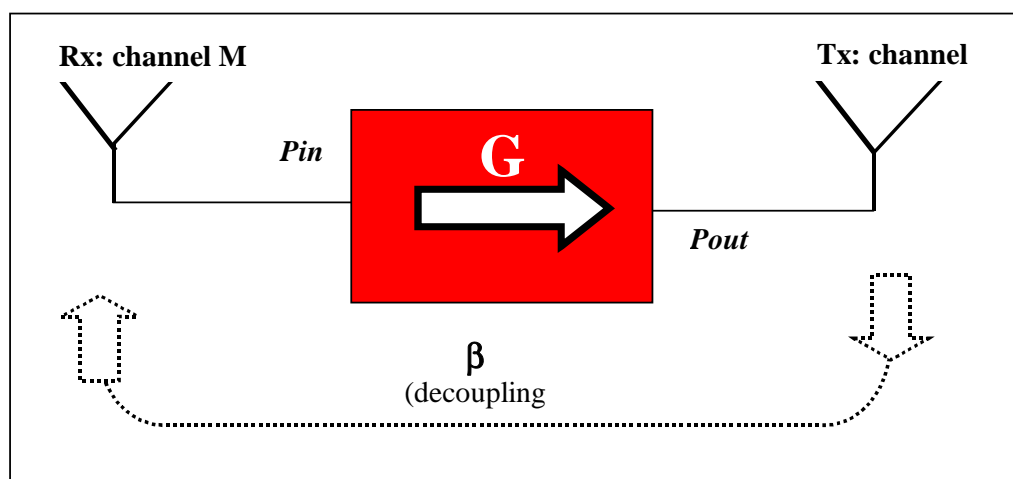 Rx: channel M
Tx: channel
Pin
G
Pout
β
(decoupling